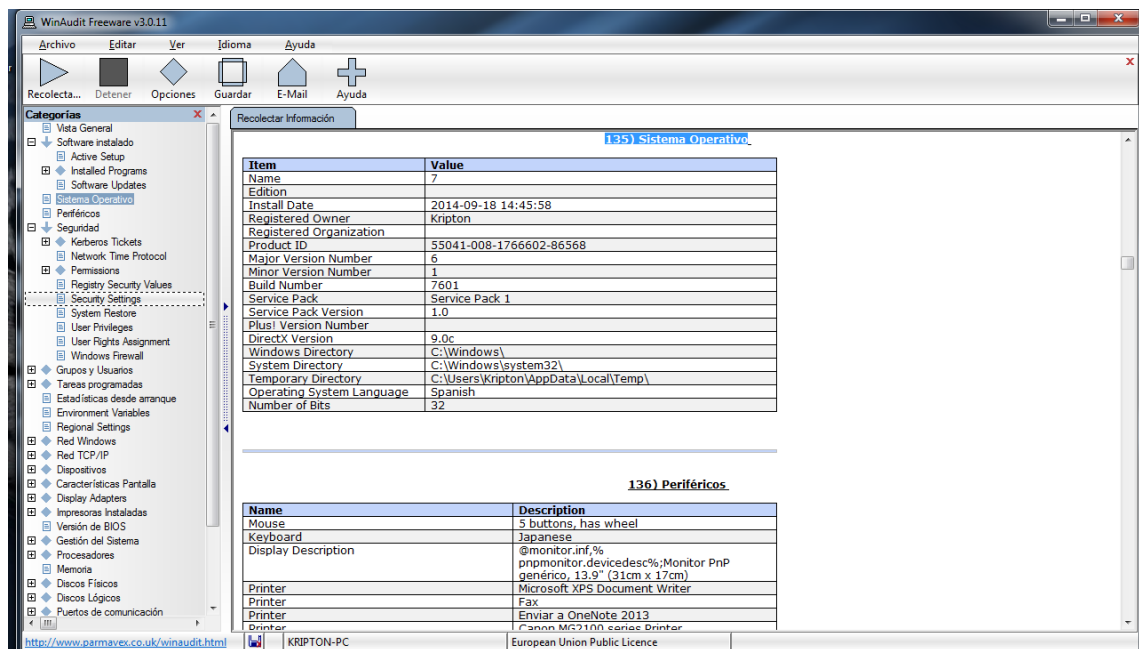 WinAudit Freeware v3.0.11
Archivo Editar Ver Idioma Ayuda
Recolecta... Detener Opciones Guardar E-Mail Ayuda
Categorías
Vista General
Software instalado
Active Setup
Installed Programs
Software Updates
Sistema Operativo
Periféricos
Seguridad
Kerberos Tickets
Network Time Protocol
Permissions
Registry Security Values
Security Settings
System Restore
User Privileges
User Rights Assignment
Windows Firewall
Grupos y Usuarios
Tareas programadas
Estadísticas desde arranque
Environment Variables
Regional Settings
Red Windows
Red TCP/IP
Dispositivos
Características Pantalla
Display Adapters
Impresoras Instaladas
Versión de BIOS
Gestión del Sistema
Procesadores
Memoria
Discos Físicos
Discos Lógicos
Puertos de comunicación
Recolectar Información
135) Sistema Operativo
Item Value
Name 7
Edition
Install Date 2014-09-18 14:45:58
Registered Owner Kripton
Registered Organization
Product ID 55041-008-1766602-86568
Major Version Number 6
Minor Version Number 1
Build Number 7601
Service Pack Service Pack 1
Service Pack Version 1.0
Plus! Version Number
DirectX Version 9.0c
Windows Directory C:\Windows\
System Directory C:\Windows\system32\
Temporary Directory C:\Users\Kripton\AppData\Local\Temp\
Operating System Language Spanish
Number of Bits 32
136) Periféricos
Name Description
Mouse 5 buttons, has wheel
Keyboard Japanese
Display Description @monitor.inf,%
pnpmonitor.devicedesc%;Monitor PnP
genérico, 13.9" (31cm x 17cm)
Printer Microsoft XPS Document Writer
Printer Fax
Printer Enviar a OneNote 2013
Printer Canon MG2100 series Printer
http://www.parmavex.co.uk/winaudit.html KRIPTON-PC European Union Public Licence